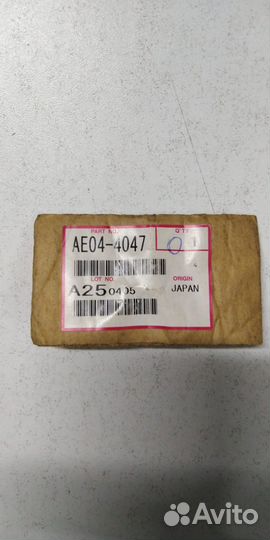 PART NO. Q'TY
AE04-4047 1
LOT NO. ORIGIN
A25 0405 JAPAN
Avito